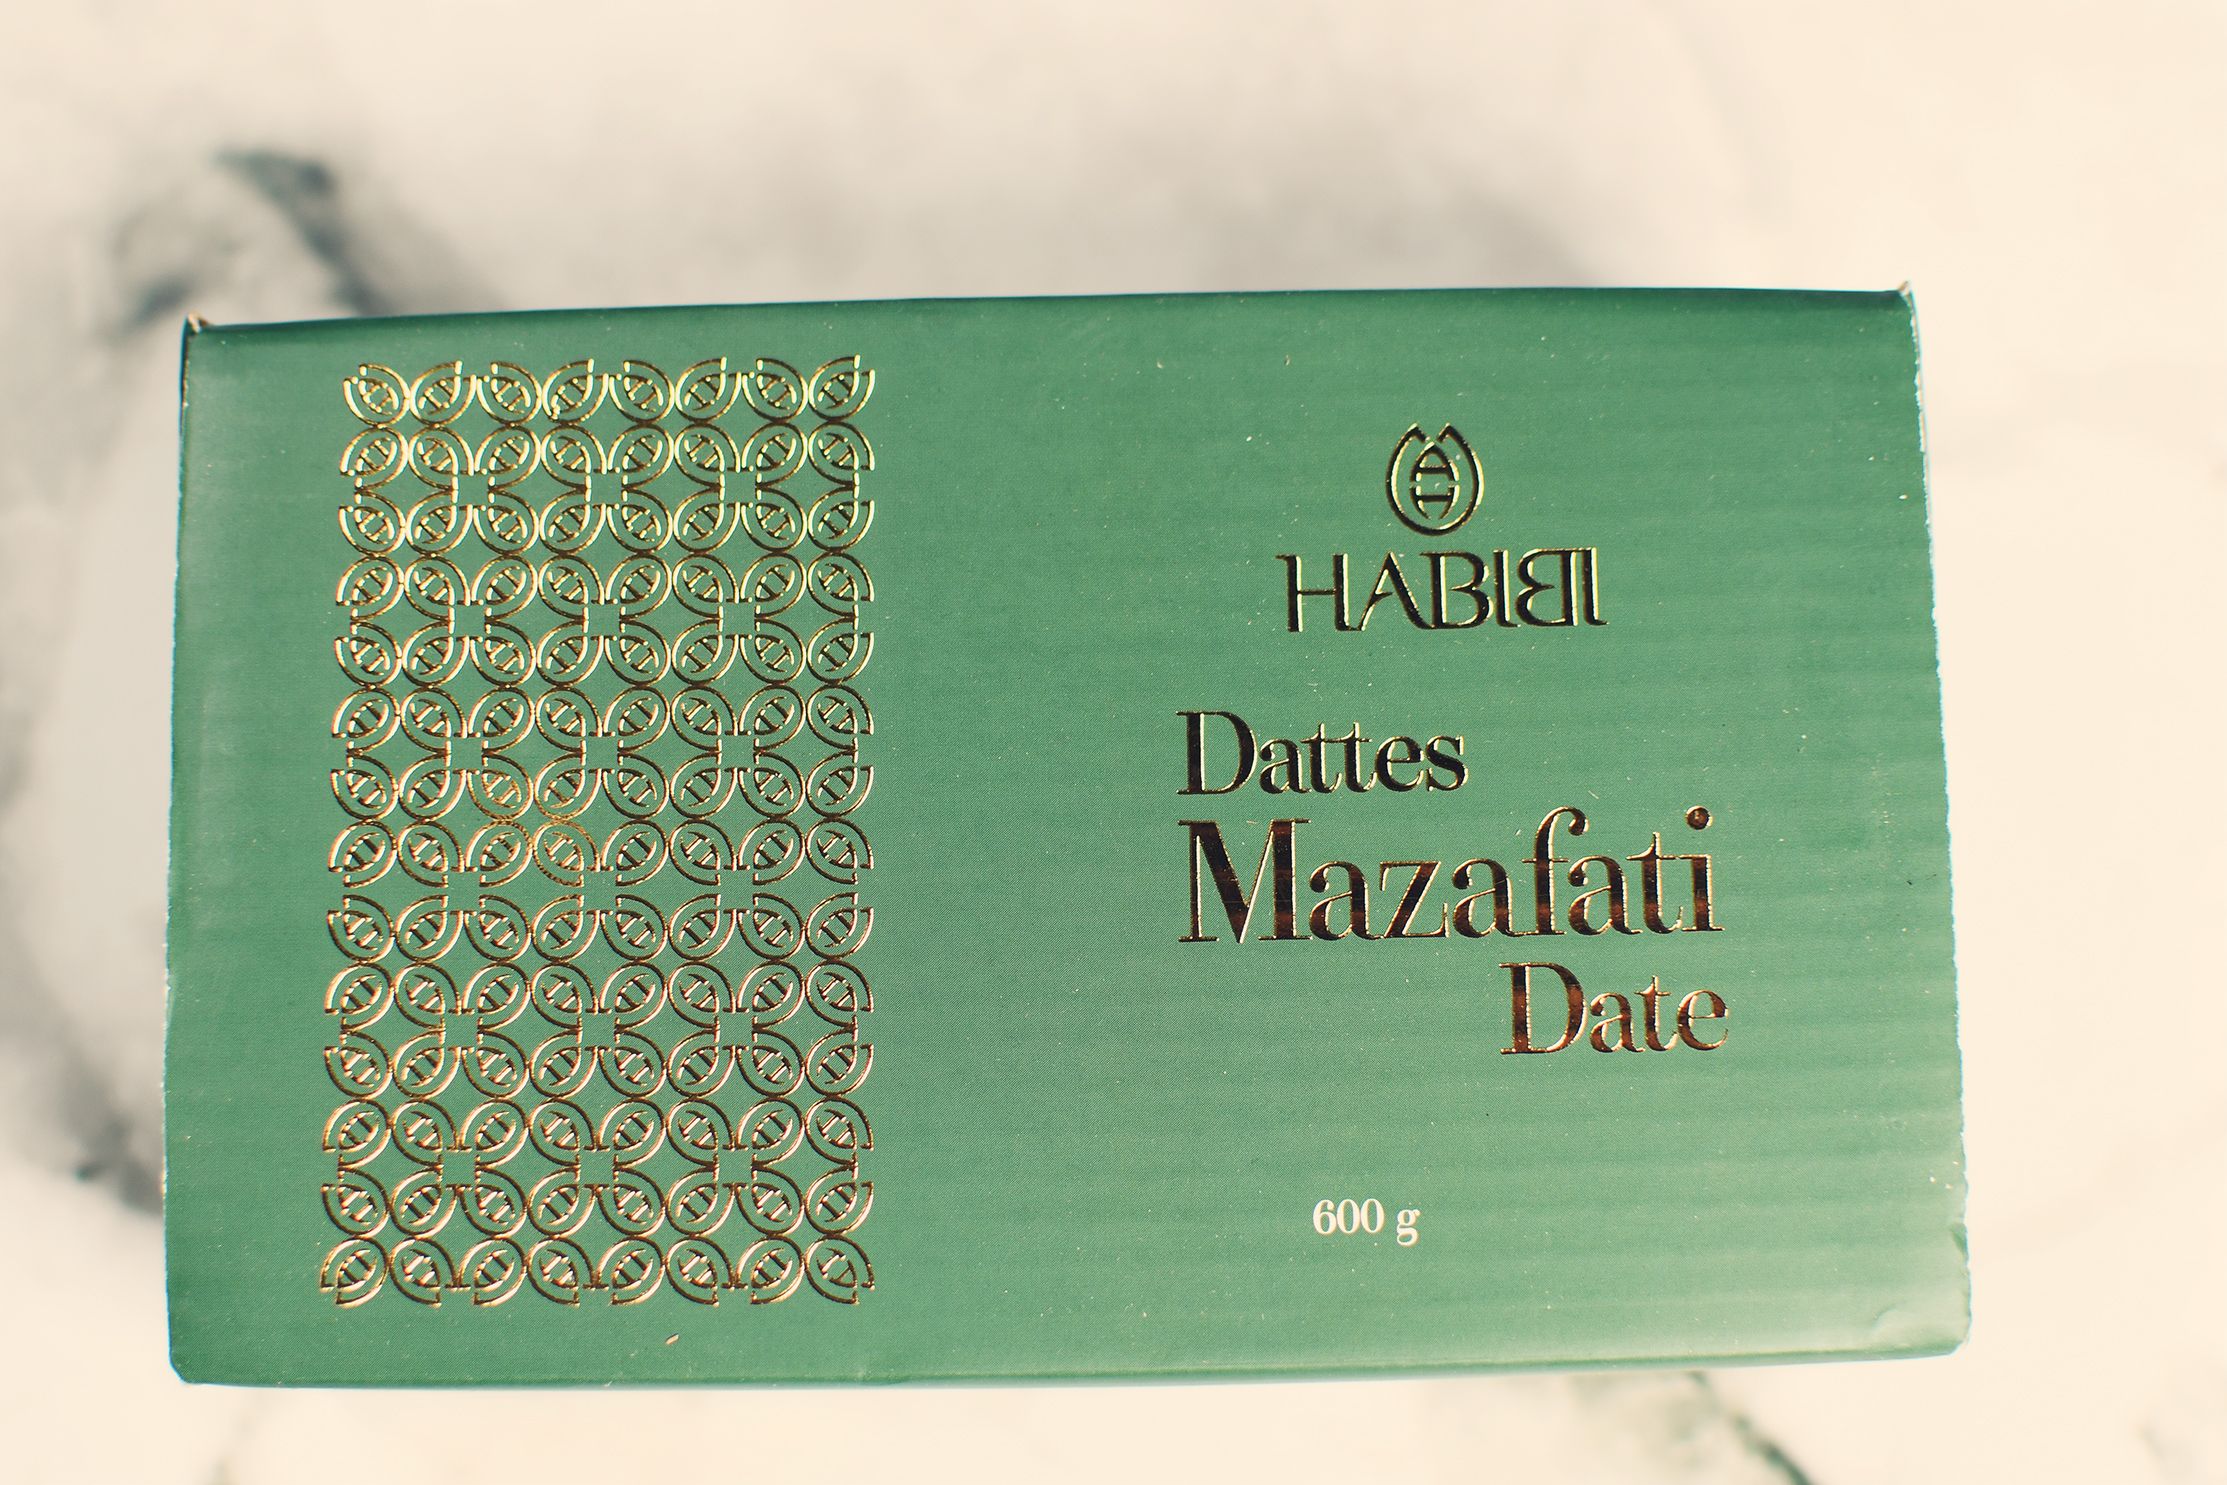 HABIBI
Dattes
Mazafati
Date
600 g